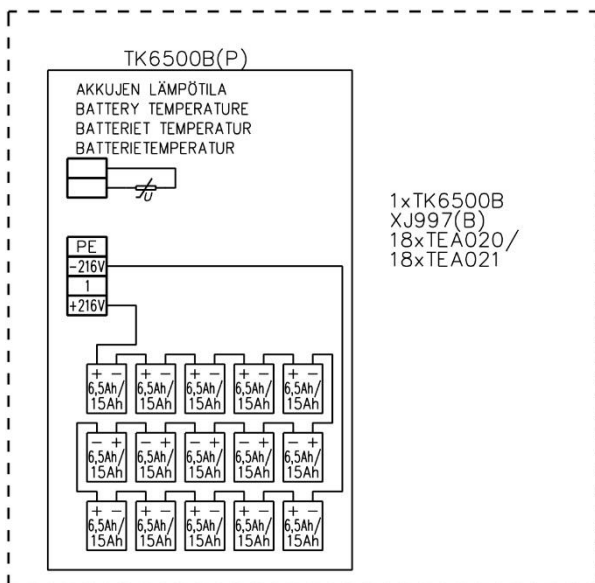 TK6500B(P)
AKKUJEN LÄMPÖTILA
BATTERY TEMPERATURE
BATTERIET TEMPERATUR
BATTERIETEMPERATUR
U
1xTK6500B
XJ997(B)
18xTEA020/
18xTEA021
PE
-216V
1
+216V
+ - + - + - + - + -
6,5Ah/ 6,5Ah/ 6,5Ah/ 6,5Ah/ 6,5Ah/
15Ah 15Ah 15Ah 15Ah 15Ah
- + - + - + - + - +
6,5Ah/ 6,5Ah/ 6,5Ah/ 6,5Ah/ 6,5Ah/
15Ah 15Ah 15Ah 15Ah 15Ah
+ - + - + - + - + -
6,5Ah/ 6,5Ah/ 6,5Ah/ 6,5Ah/ 6,5Ah/
15Ah 15Ah 15Ah 15Ah 15Ah